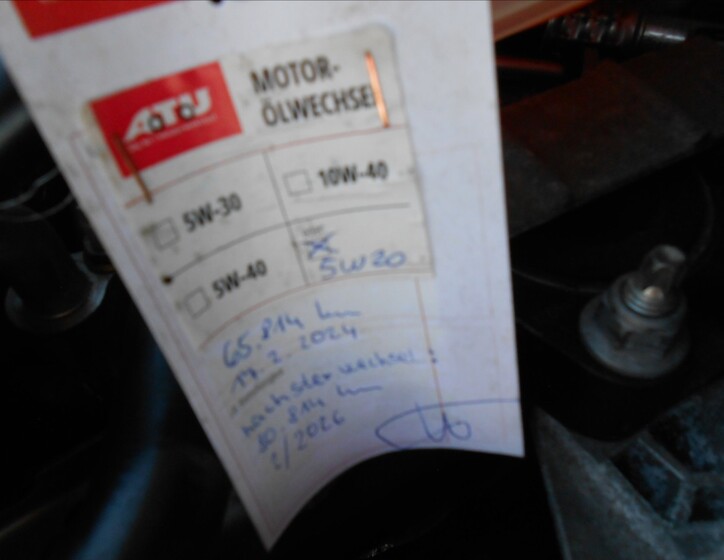 ATU
MOTOR-
ÖLWECHSEL
5W-30
10W-40
5W-40
X
5W20
65.814 km
17.2.2024
nächster wechsel:
80.814 km
2/2026